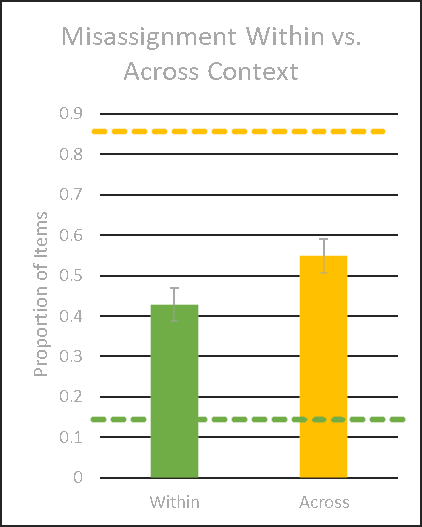 Misassignment Within vs.
Across Context
Proportion of Items
0.9
0.8
0.7
0.6
0.5
0.4
0.3
0.2
0.1
0
Within
Across